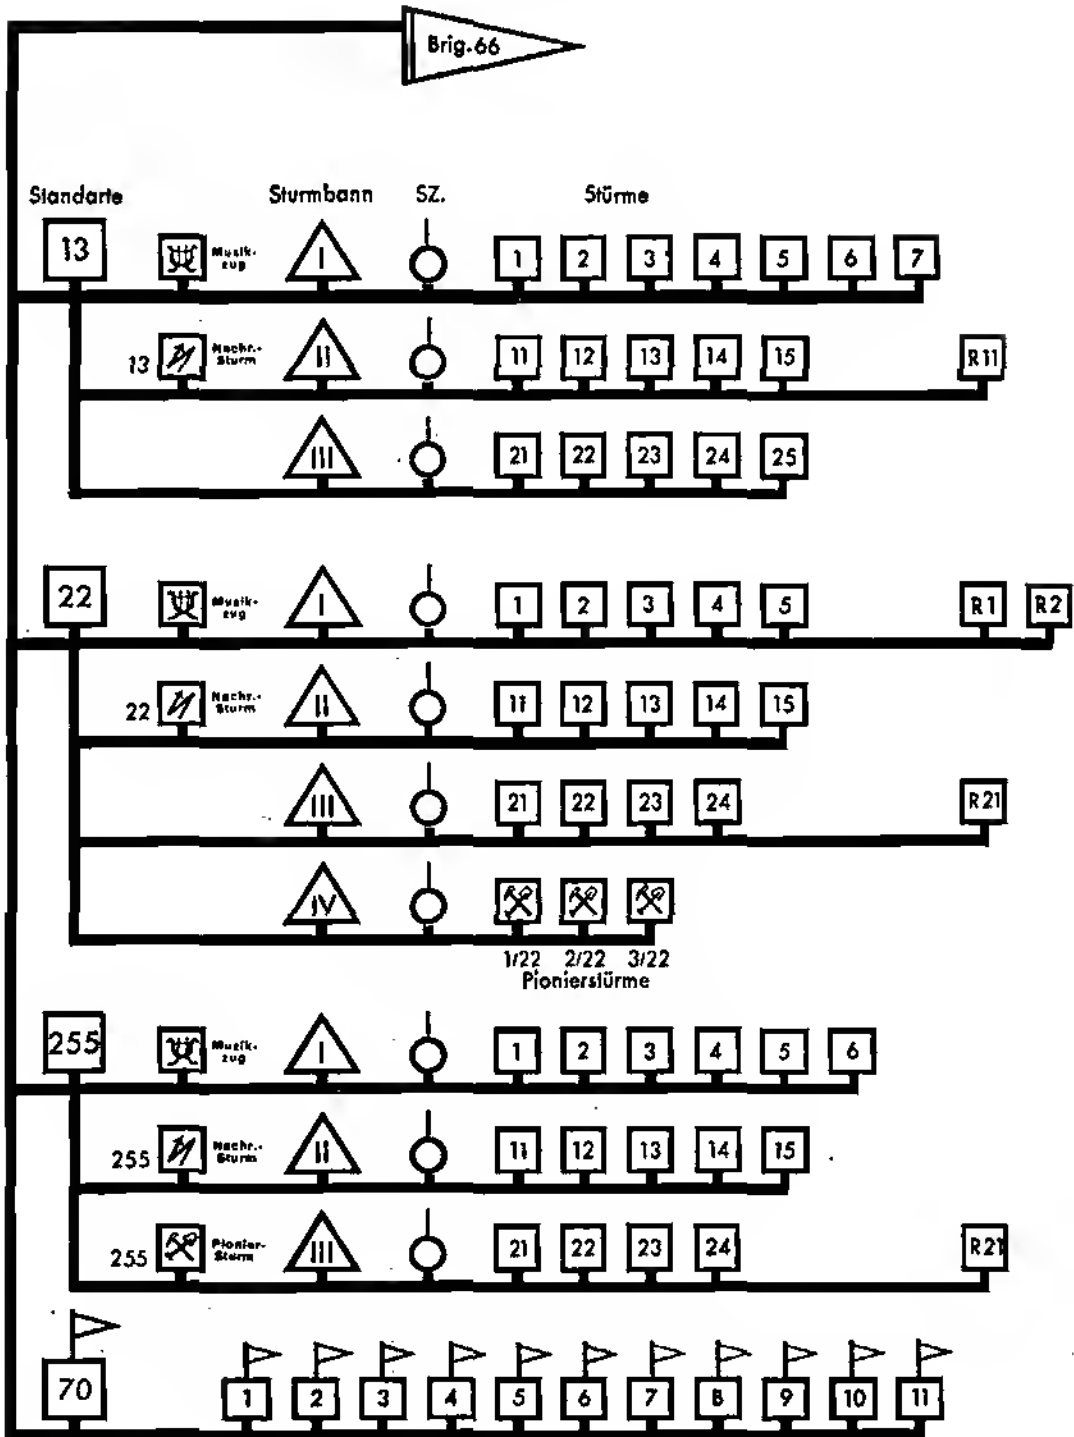 Brig.66
Standarte Sturmbann SZ. Stürme
13 Musik-zug I 1 2 3 4 5 6 7
13 Nachr.-Sturm II 11 12 13 14 15 R11
III 21 22 23 24 25
22 Musik-zug I 1 2 3 4 5 R1 R2
22 Nachr.-Sturm II 11 12 13 14 15
III 21 22 23 24 R21
IV
1/22 2/22 3/22
Pionierstürme
255 Musik-zug I 1 2 3 4 5 6
255 Nachr.-Sturm II 11 12 13 14 15
255 Pionier-Sturm III 21 22 23 24 R21
70 1 2 3 4 5 6 7 8 9 10 11